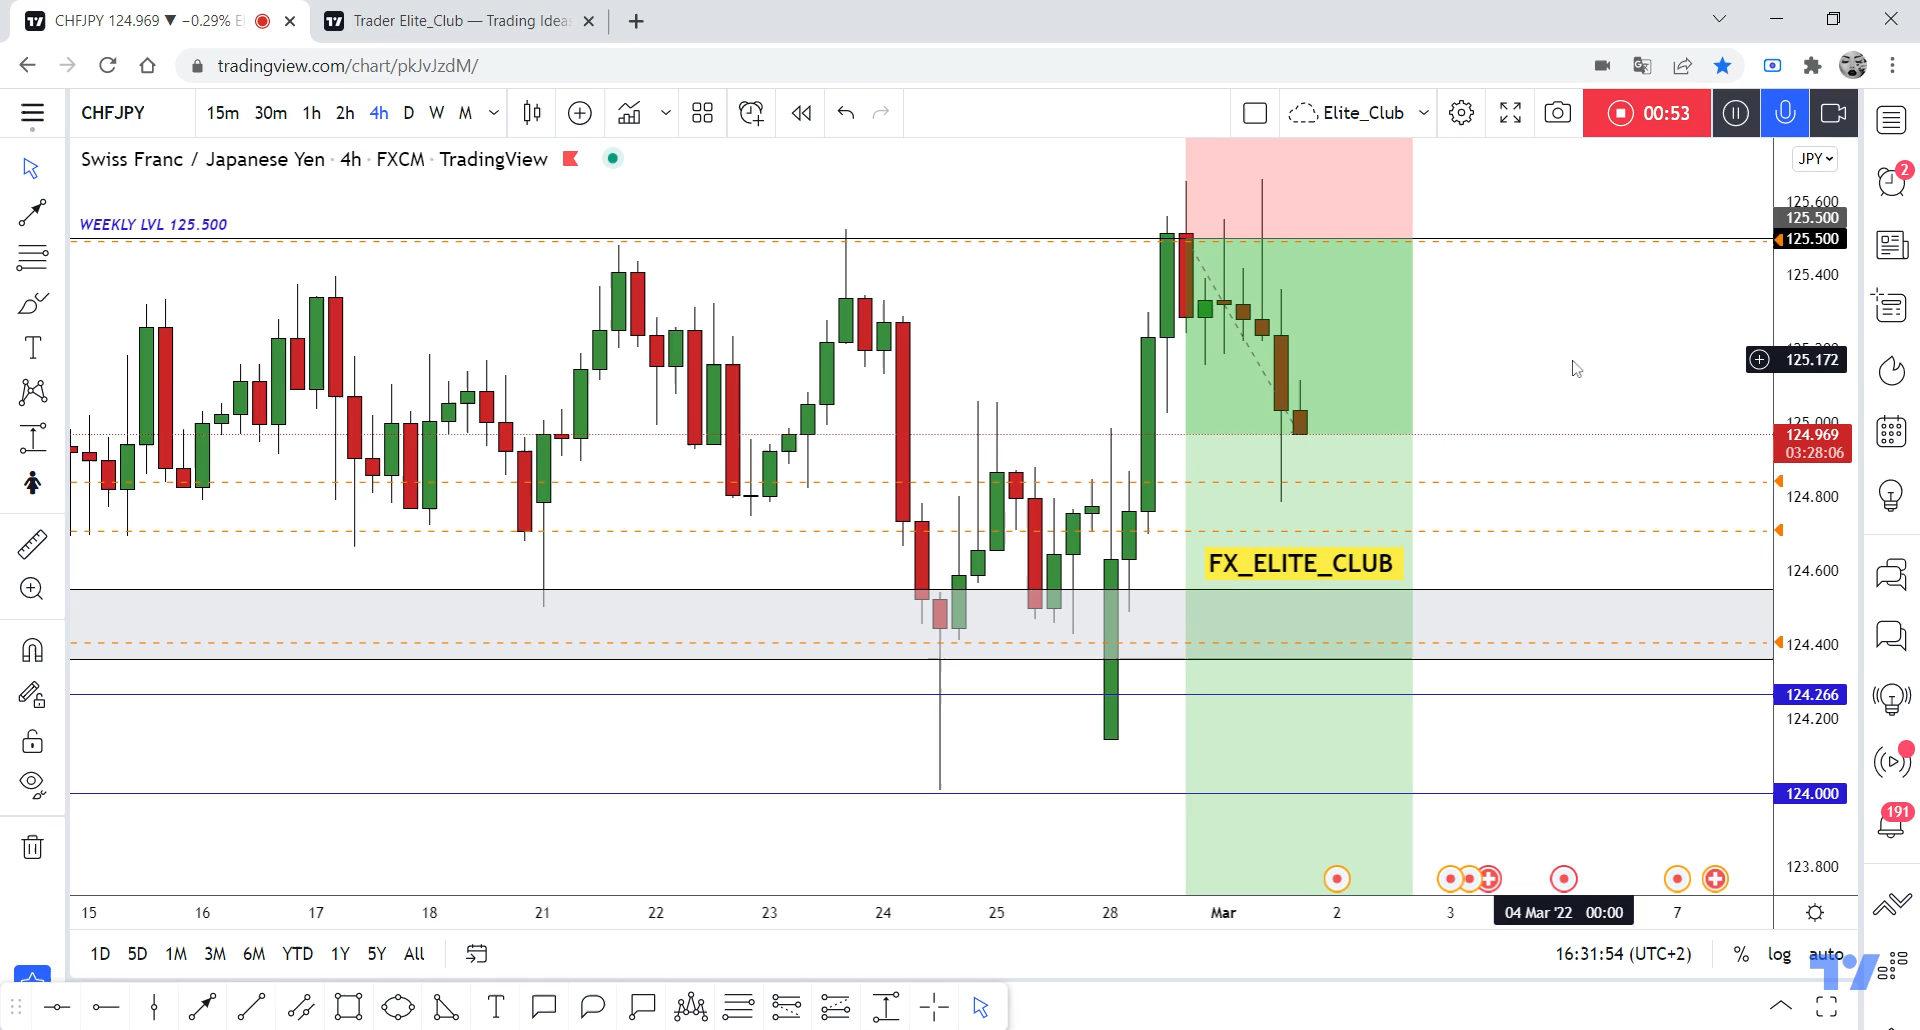 CHFJPY 124.969 ▼ −0.29% E
Trader Elite_Club — Trading Ideas
tradingview.com/chart/pkJvJzdM/
CHFJPY 15m 30m 1h 2h 4h D W M Elite_Club 00:53
Swiss Franc / Japanese Yen · 4h · FXCM · TradingView
JPY
2
125.600
WEEKLY LVL 125.500
125.500
125.500
125.400
125.172
125.000
124.969
03:28:06
124.800
FX_ELITE_CLUB
124.600
124.400
124.266
124.200
124.000
191
123.800
15 16 17 18 21 22 23 24 25 28 Mar 2 3 04 Mar '22 00:00 7
1D 5D 1M 3M 6M YTD 1Y 5Y All 16:31:54 (UTC+2) % log auto